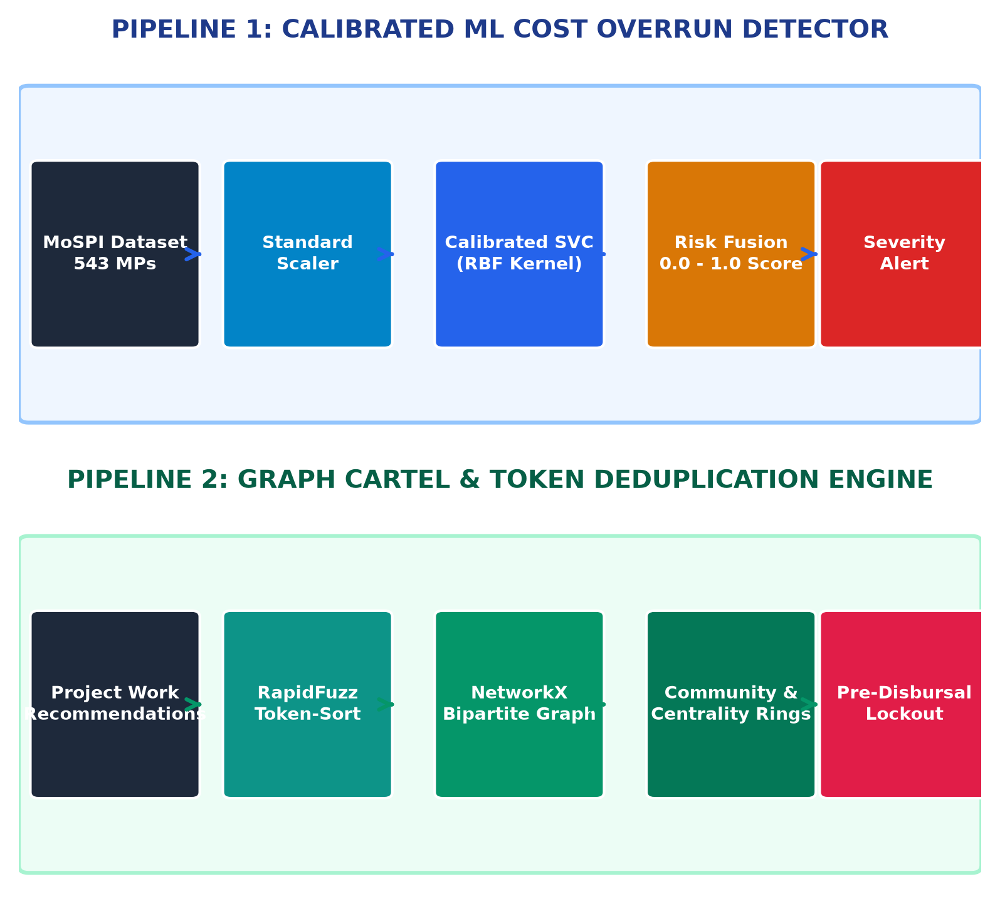 PIPELINE 1: CALIBRATED ML COST OVERRUN DETECTOR
MoSPI Dataset
543 MPs
Standard
Scaler
Calibrated SVC
(RBF Kernel)
Risk Fusion
0.0 - 1.0 Score
Severity
Alert
PIPELINE 2: GRAPH CARTEL & TOKEN DEDUPLICATION ENGINE
Project Work
Recommendations
RapidFuzz
Token-Sort
NetworkX
Bipartite Graph
Community &
Centrality Rings
Pre-Disbursal
Lockout